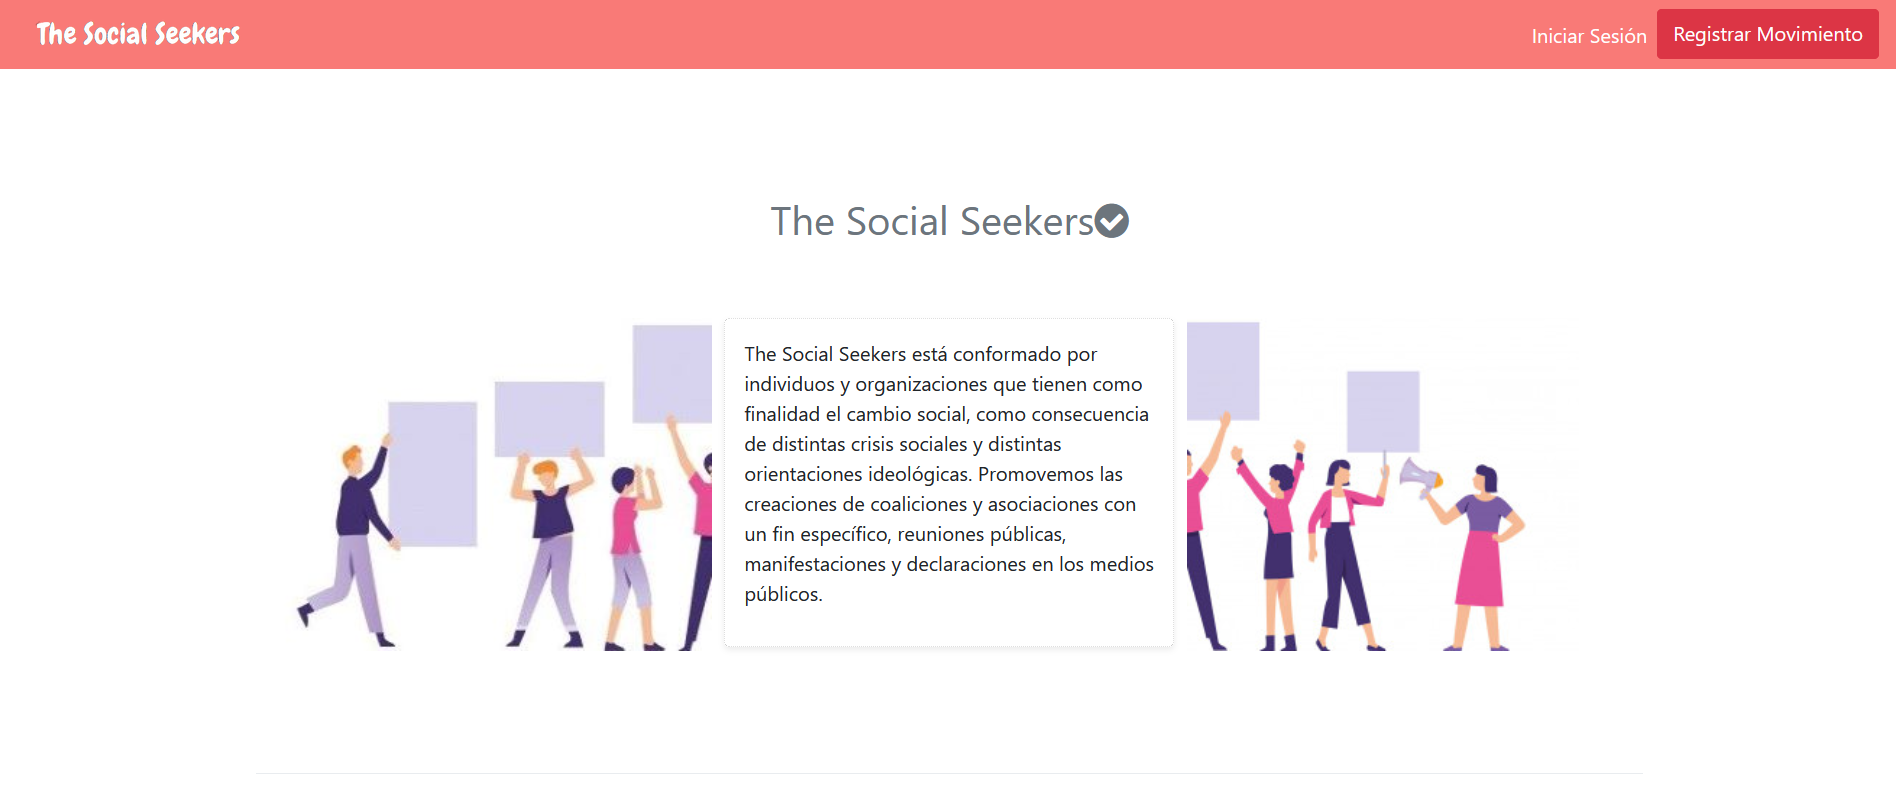 The Social Seekers
Iniciar Sesión
Registrar Movimiento
The Social Seekers
The Social Seekers está conformado por
individuos y organizaciones que tienen como
finalidad el cambio social, como consecuencia
de distintas crisis sociales y distintas
orientaciones ideológicas. Promovemos las
creaciones de coaliciones y asociaciones con
un fin específico, reuniones públicas,
manifestaciones y declaraciones en los medios
públicos.